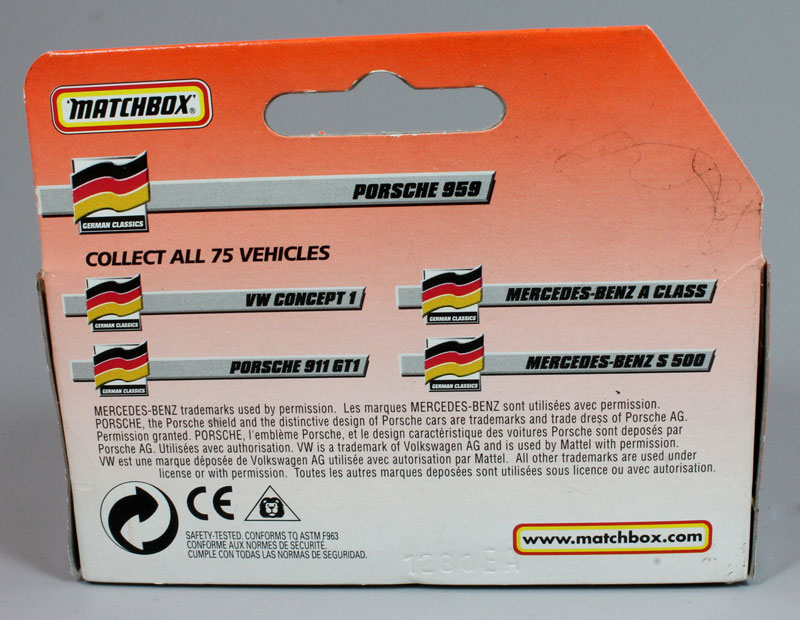 MATCHBOX®
GERMAN CLASSICS
PORSCHE 959
COLLECT ALL 75 VEHICLES
GERMAN CLASSICS
VW CONCEPT 1
GERMAN CLASSICS
MERCEDES-BENZ A CLASS
GERMAN CLASSICS
PORSCHE 911 GT1
GERMAN CLASSICS
MERCEDES-BENZ S 500
MERCEDES-BENZ trademarks used by permission. Les marques MERCEDES-BENZ sont utilisées avec permission.
PORSCHE, the Porsche shield and the distinctive design of Porsche cars are trademarks and trade dress of Porsche AG.
Permission granted. PORSCHE, l'emblème Porsche, et le design caractéristique des voitures Porsche sont deposés par
Porsche AG. Utilisées avec authorisation. VW is a trademark of Volkswagen AG and is used by Mattel with permission.
VW est une marque déposée de Volkswagen AG utilisée avec autorisation par Mattel. All other trademarks are used under
license or with permission. Toutes les autres marques deposées sont utilisées sous licence ou avec autorisation.
CE
SAFETY-TESTED. CONFORMS TO ASTM F963
CONFORME AUX NORMES DE SÉCURITÉ.
CUMPLE CON TODAS LAS NORMAS DE SEGURIDAD.
www.matchbox.com
1280EA